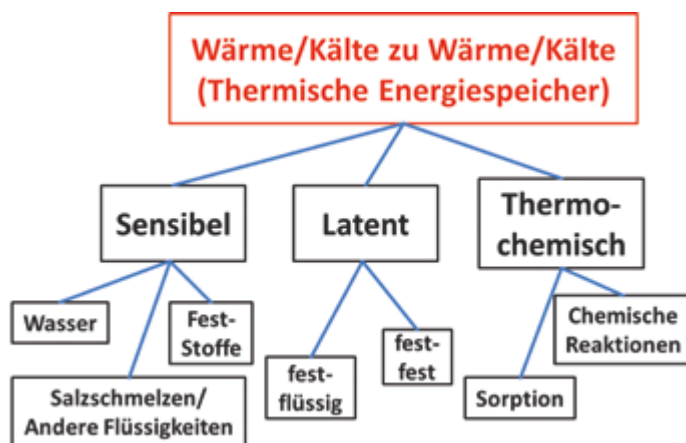 Wärme/Kälte zu Wärme/Kälte
(Thermische Energiespeicher)
Sensibel
Latent
Thermo-
chemisch
Wasser
Fest-
Stoffe
Salzschmelzen/
Andere Flüssigkeiten
fest-
flüssig
fest-
fest
Chemische
Reaktionen
Sorption